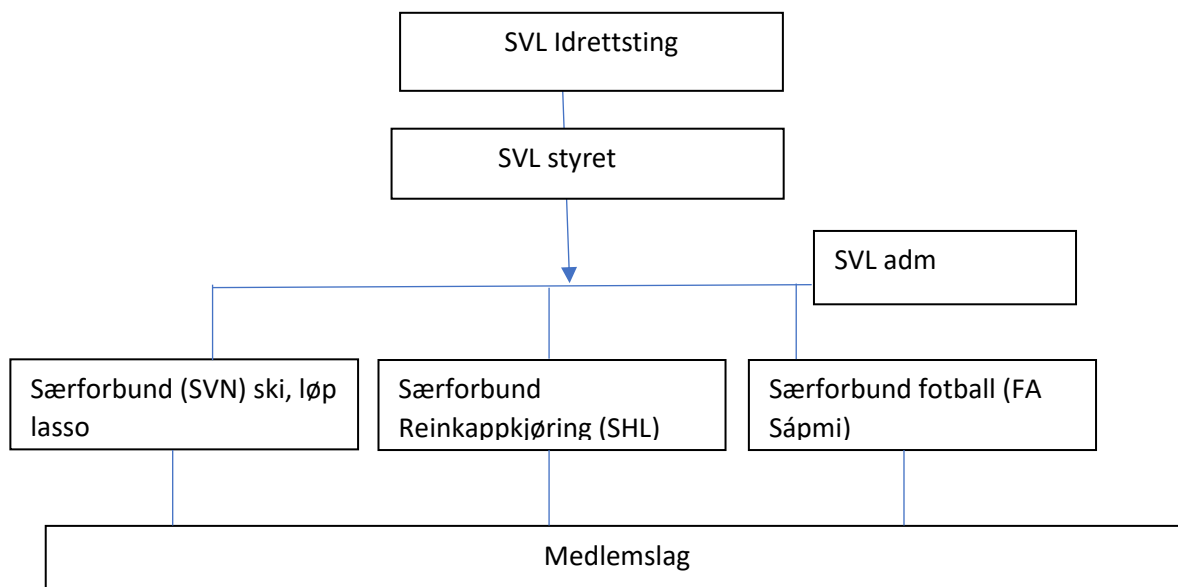 SVL Idrettsting
SVL styret
SVL adm
Særforbund (SVN) ski, løp
lasso
Særforbund
Reinkappkjøring (SHL)
Særforbund fotball (FA
Sápmi)
Medlemslag